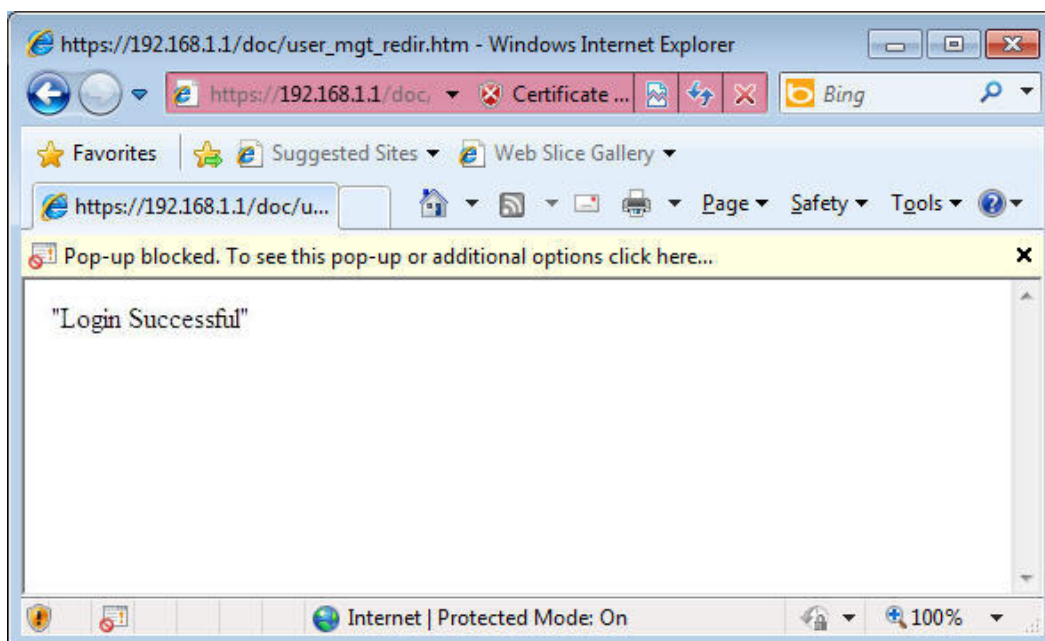 https://192.168.1.1/doc/user_mgt_redir.htm - Windows Internet Explorer
https://192.168.1.1/doc, Certificate ... Bing
Favorites Suggested Sites Web Slice Gallery
https://192.168.1.1/doc/u... Page Safety Tools
Pop-up blocked. To see this pop-up or additional options click here...
"Login Successful"
Internet | Protected Mode: On 100%